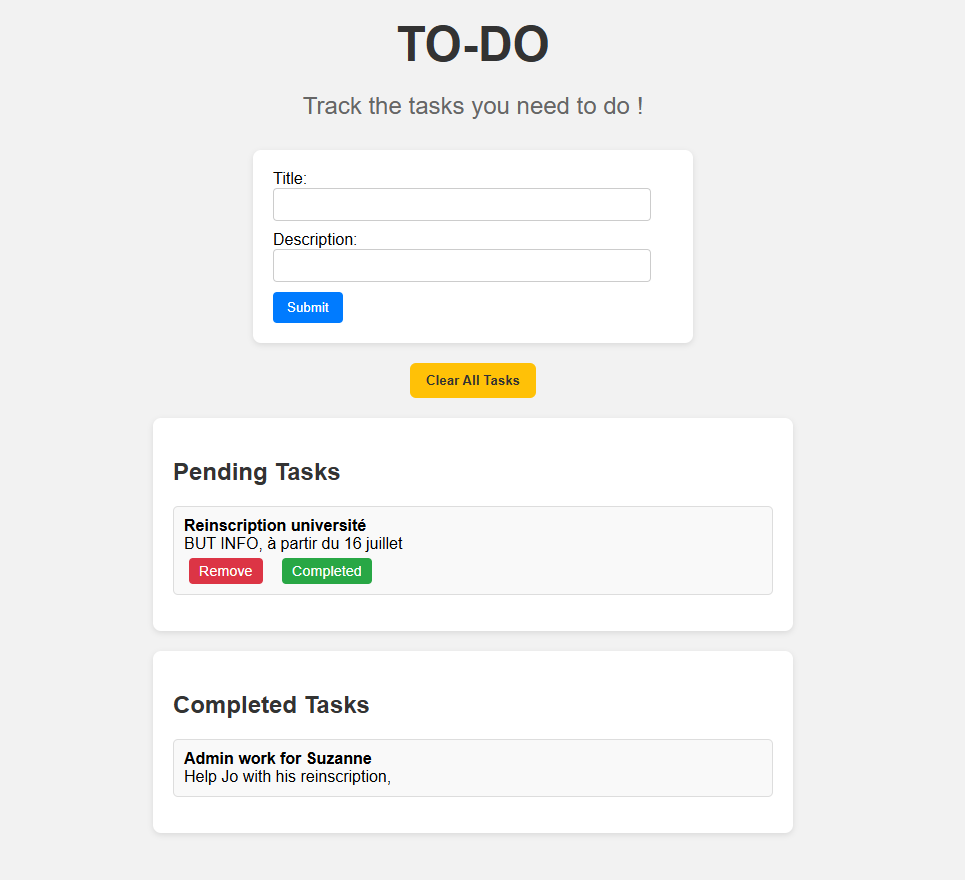 TO-DO
Track the tasks you need to do !
Title:
Description:
Submit
Clear All Tasks
Pending Tasks
Reinscription université
BUT INFO, à partir du 16 juillet
Remove Completed
Completed Tasks
Admin work for Suzanne
Help Jo with his reinscription,